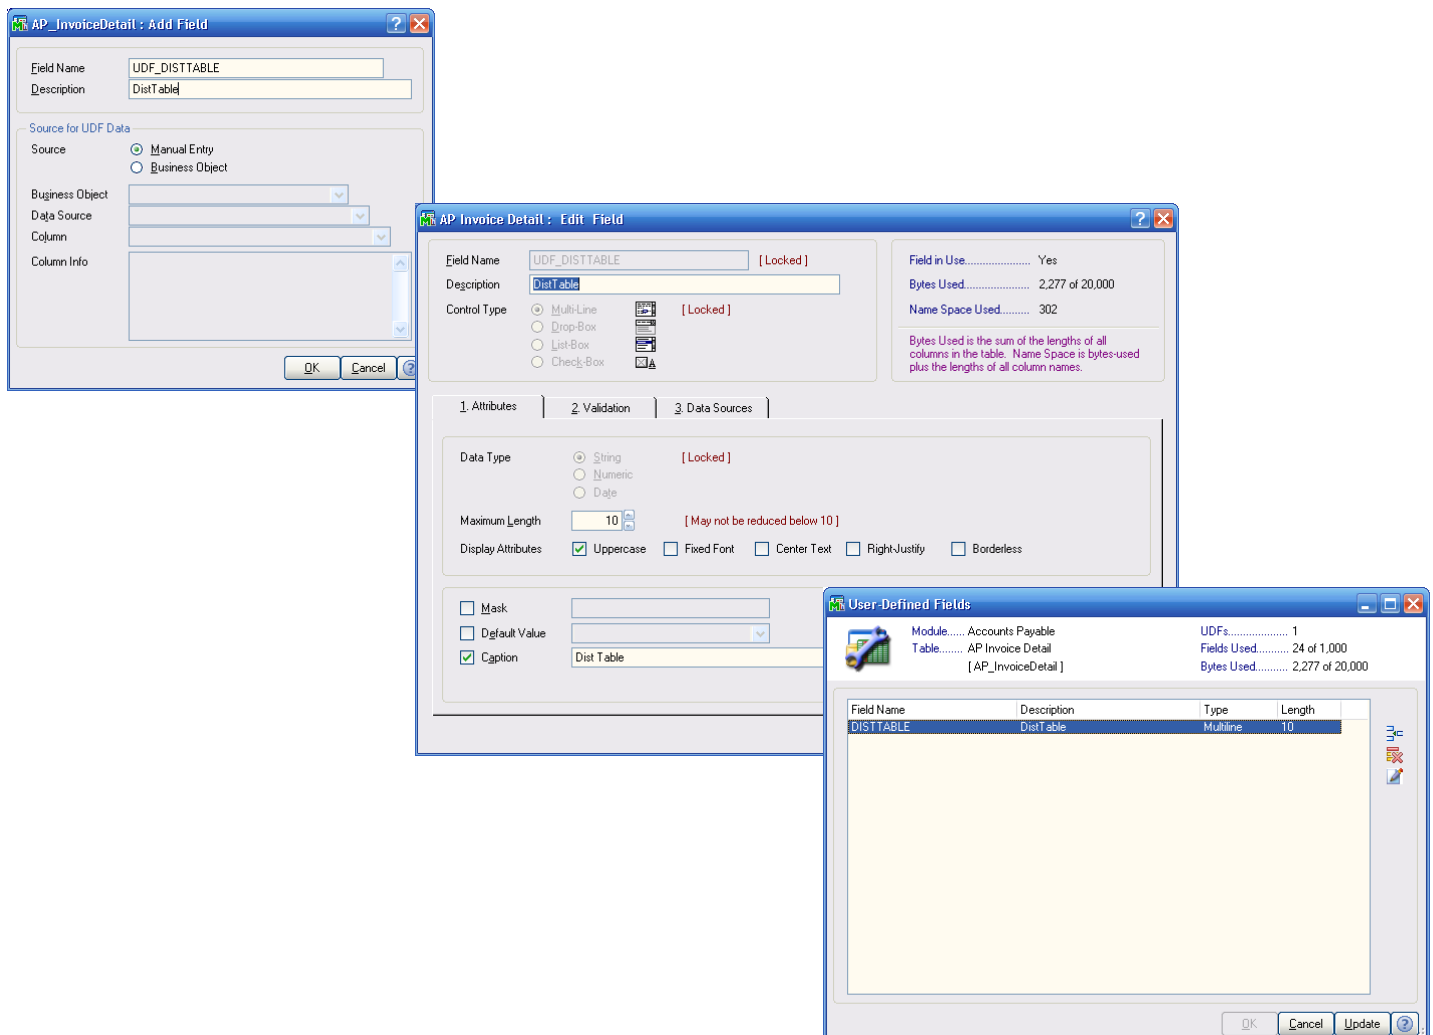 AP_InvoiceDetail : Add Field
Field Name UDF_DISTTABLE
Description DistTable
Source for UDF Data
Source Manual Entry
Business Object
Business Object
Data Source
Column
Column Info
OK Cancel
AP Invoice Detail : Edit Field
Field Name UDF_DISTTABLE [ Locked ]
Description DistTable
Control Type Multi-Line [ Locked ]
Drop-Box
List-Box
Check-Box
Field in Use...................... Yes
Bytes Used...................... 2,277 of 20,000
Name Space Used.......... 302
Bytes Used is the sum of the lengths of all
columns in the table. Name Space is bytes-used
plus the lengths of all column names.
1. Attributes 2. Validation 3. Data Sources
Data Type String [ Locked ]
Numeric
Date
Maximum Length 10 [ May not be reduced below 10 ]
Display Attributes Uppercase Fixed Font Center Text Right-Justify Borderless
Mask
Default Value
Caption Dist Table
User-Defined Fields
Module...... Accounts Payable
Table........ AP Invoice Detail
[ AP_InvoiceDetail ]
UDFs.................... 1
Fields Used........... 24 of 1,000
Bytes Used........... 2,277 of 20,000
Field Name Description Type Length
DISTTABLE DistTable Multiline 10
OK Cancel Update